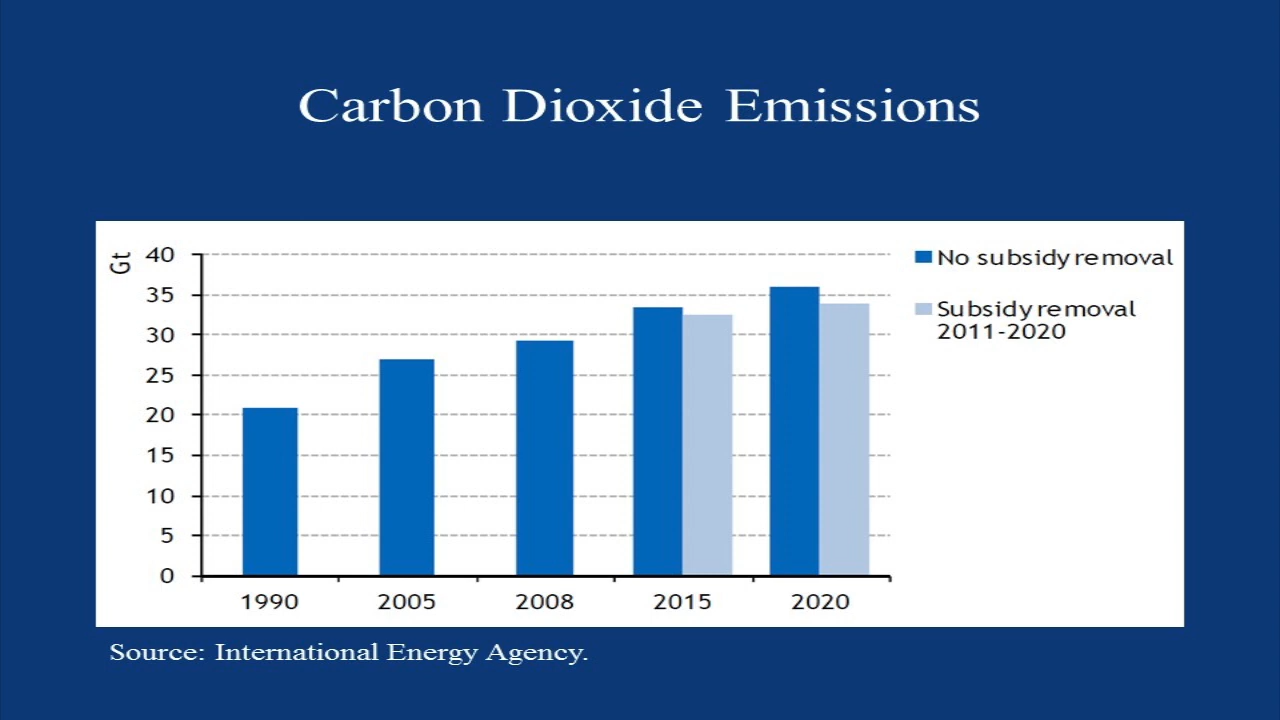 Carbon Dioxide Emissions
Gt
40
35
30
25
20
15
10
5
0
1990 2005 2008 2015 2020
No subsidy removal
Subsidy removal
2011-2020
Source: International Energy Agency.